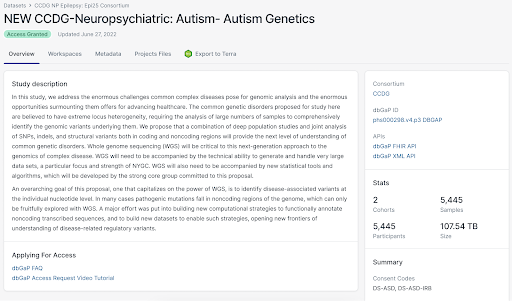 Datasets > CCDG NP Epilepsy: Epi25 Consortium
NEW CCDG-Neuropsychiatric: Autism- Autism Genetics
Access Granted
Updated June 27, 2022
Overview Workspaces Metadata Projects Files Export to Terra
Study description
In this study, we address the enormous challenges common complex diseases pose for genomic analysis and the enormous
opportunities surmounting them offers for advancing healthcare. The common genetic disorders proposed for study here
are believed to have extreme locus heterogeneity, requiring the analysis of large numbers of samples to comprehensively
identify the genomic variants underlying them. We propose that a combination of deep population studies and joint analysis
of SNPs, indels, and structural variants both in coding and noncoding regions will provide the next level of understanding of
common genetic disorders. Whole genome sequencing (WGS) will be critical to this next-generation approach to the
genomics of complex disease. WGS will need to be accompanied by the technical ability to generate and handle very large
data sets, a particular focus and strength of NYGC. WGS will also need to be accompanied by new statistical tools and
algorithms, which will be developed by the strong core group committed to this proposal.
An overarching goal of this proposal, one that capitalizes on the power of WGS, is to identify disease-associated variants at
the individual nucleotide level. In many cases pathogenic mutations fall in noncoding regions of the genome, which can only
be fruitfully explored with WGS. A major effort was put into building new computational strategies to functionally annotate
noncoding transcribed sequences, and to build new datasets to enable such strategies, opening new frontiers of
understanding of disease-related regulatory variants.
Applying For Access
dbGaP FAQ
dbGaP Access Request Video Tutorial
Consortium
CCDG
dbGaP ID
phs000298.v4.p3 DBGAP
APIs
dbGaP FHIR API
dbGaP XML API
Stats
2 5,445
Cohorts Samples
5,445 107.54 TB
Participants Size
Summary
Consent Codes
DS-ASD, DS-ASD-IRB